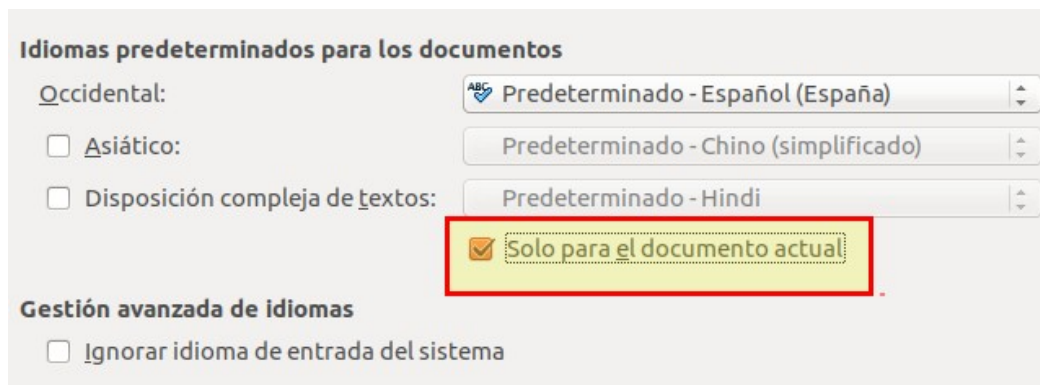 Idiomas predeterminados para los documentos
Occidental: ABC Predeterminado - Español (España)
Asiático: Predeterminado - Chino (simplificado)
Disposición compleja de textos: Predeterminado - Hindi
Solo para el documento actual
Gestión avanzada de idiomas
Ignorar idioma de entrada del sistema